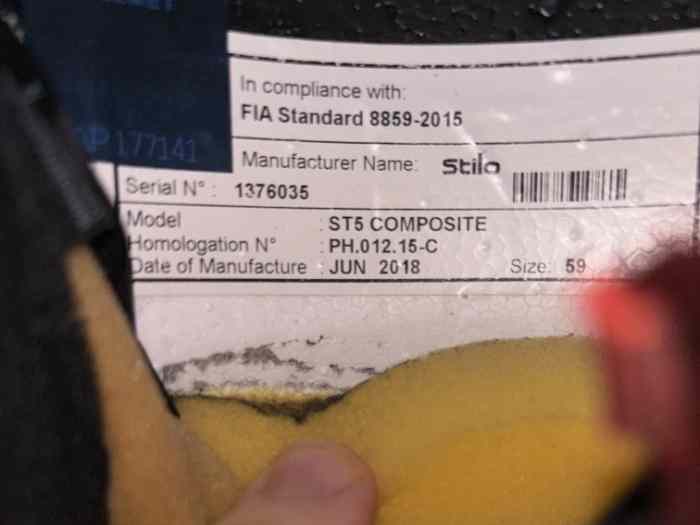 AP 177141
In compliance with:
FIA Standard 8859-2015
Manufacturer Name: Stilo
Serial N° : 1376035
Model : ST5 COMPOSITE
Homologation N° : PH.012.15-C
Date of Manufacture : JUN 2018 Size: 59